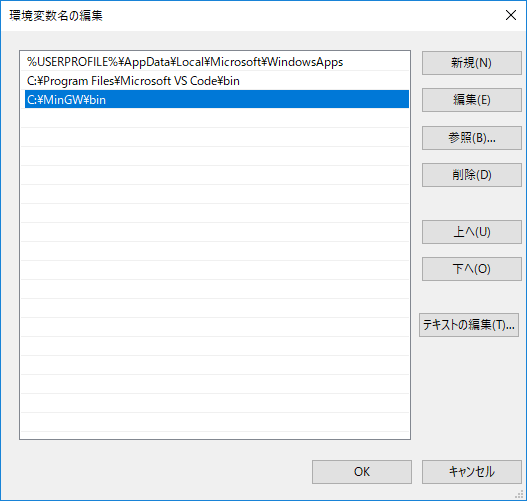 環境変数名の編集
%USERPROFILE%¥AppData¥Local¥Microsoft¥WindowsApps
C:¥Program Files¥Microsoft VS Code¥bin
C:¥MinGW¥bin
新規(N)
編集(E)
参照(B)...
削除(D)
上へ(U)
下へ(O)
テキストの編集(T)...
OK
キャンセル